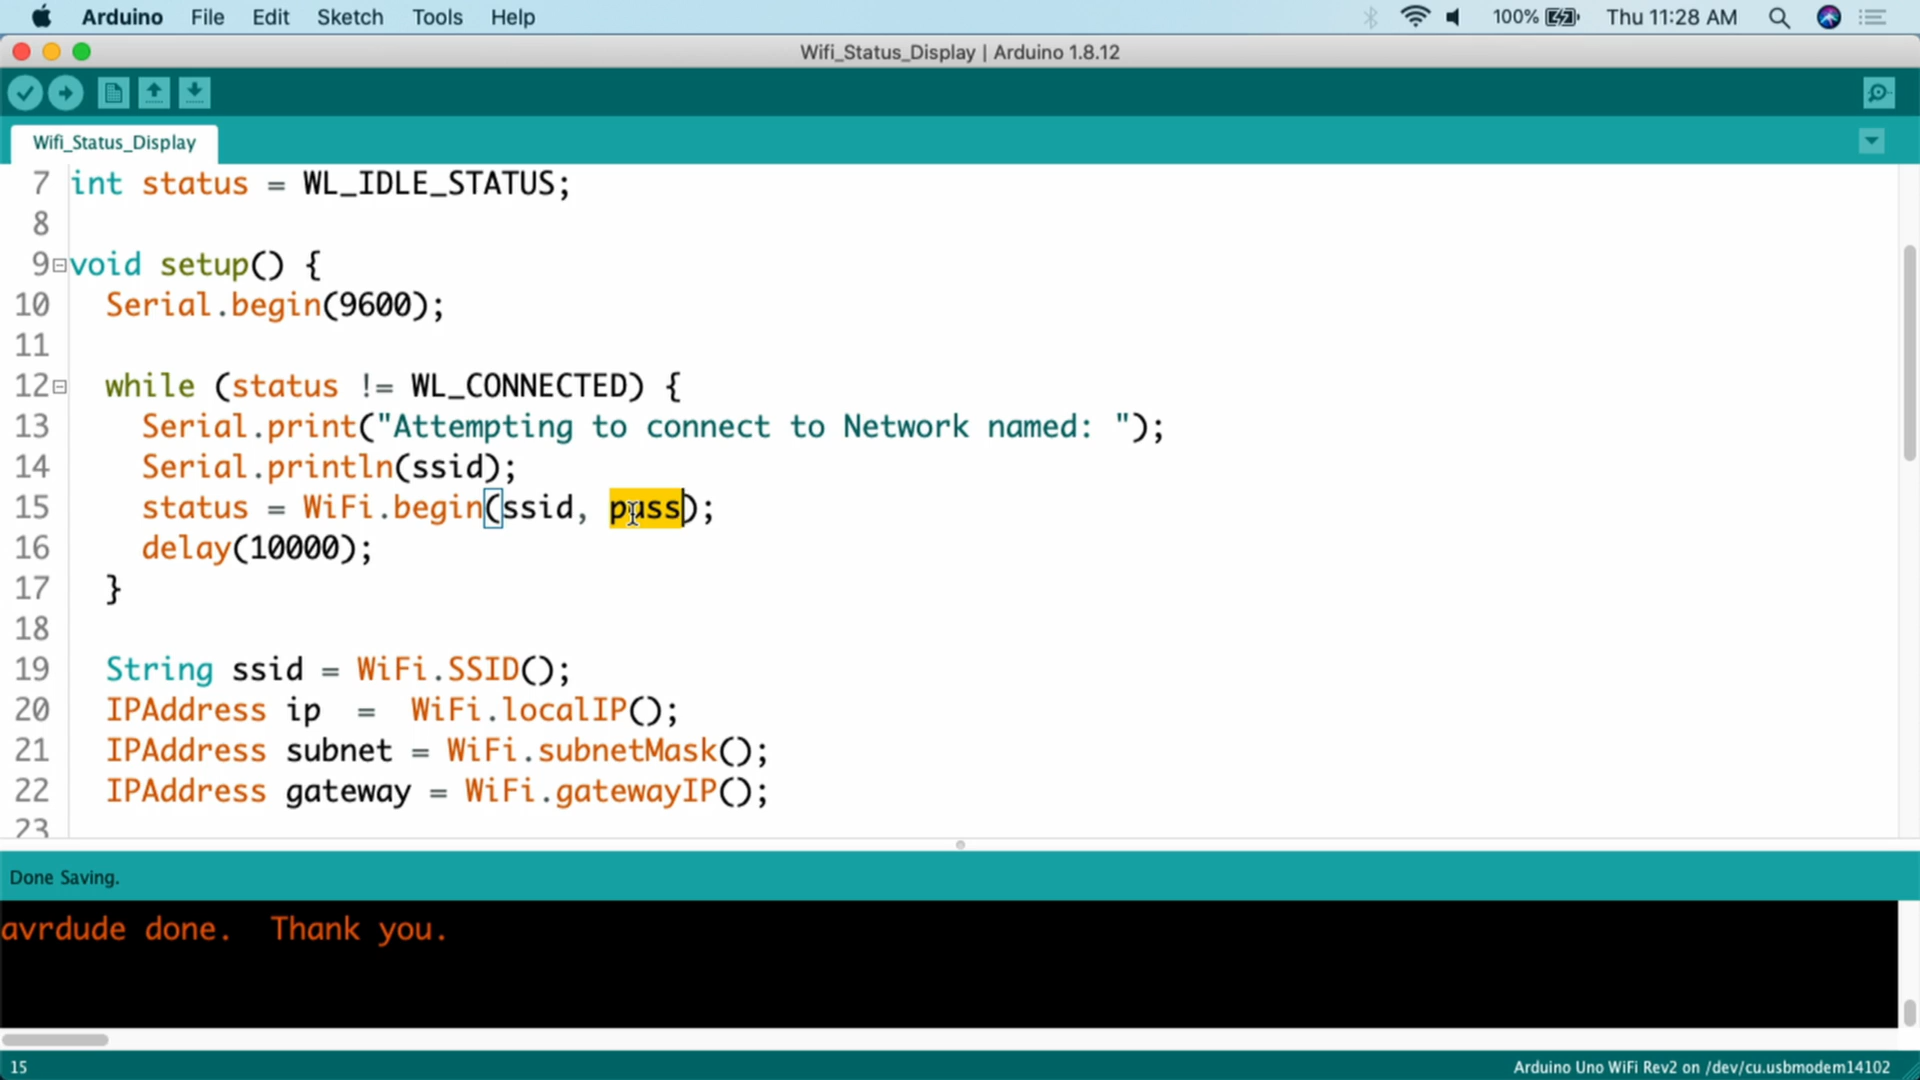 Arduino File Edit Sketch Tools Help 100% Thu 11:28 AM
Wifi_Status_Display | Arduino 1.8.12
Wifi_Status_Display
7 int status = WL_IDLE_STATUS;
8
9 void setup() {
10 Serial.begin(9600);
11
12 while (status != WL_CONNECTED) {
13 Serial.print("Attempting to connect to Network named: ");
14 Serial.println(ssid);
15 status = WiFi.begin(ssid, pass);
16 delay(10000);
17 }
18
19 String ssid = WiFi.SSID();
20 IPAddress ip = WiFi.localIP();
21 IPAddress subnet = WiFi.subnetMask();
22 IPAddress gateway = WiFi.gatewayIP();
23
Done Saving.
avrdude done. Thank you.
15 Arduino Uno WiFi Rev2 on /dev/cu.usbmodem14102